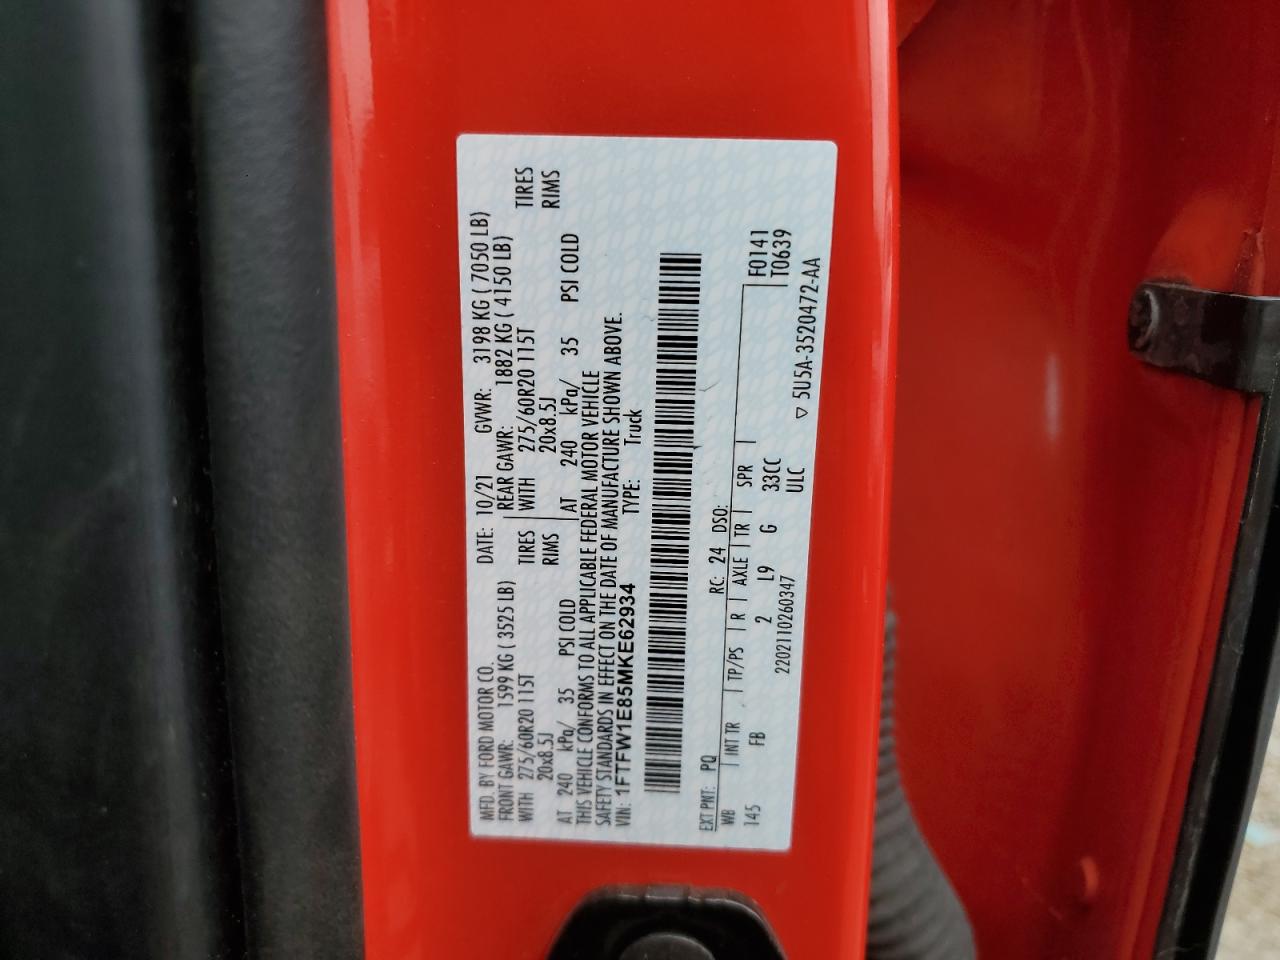 MFD. BY FORD MOTOR CO. DATE: 10/21 GVWR: 3198 KG ( 7050 LB)
FRONT GAWR: 1599 KG ( 3525 LB) REAR GAWR: 1882 KG ( 4150 LB)
WITH 275/60R20 115T TIRES WITH 275/60R20 115T TIRES
20x8.5J RIMS 20x8.5J RIMS
AT 240 kPa/ 35 PSI COLD AT 240 kPa/ 35 PSI COLD
THIS VEHICLE CONFORMS TO ALL APPLICABLE FEDERAL MOTOR VEHICLE
SAFETY STANDARDS IN EFFECT ON THE DATE OF MANUFACTURE SHOWN ABOVE.
VIN: 1FTFW1E85MKE62934 TYPE: Truck
EXT PNT: PQ RC: 24 DSO:
WB INT TR TP/PS R AXLE TR SPR F0141
145 FB 2 L9 G 33CC T0639
2202110260347 ULC
▽ 5U5A-3520472-AA